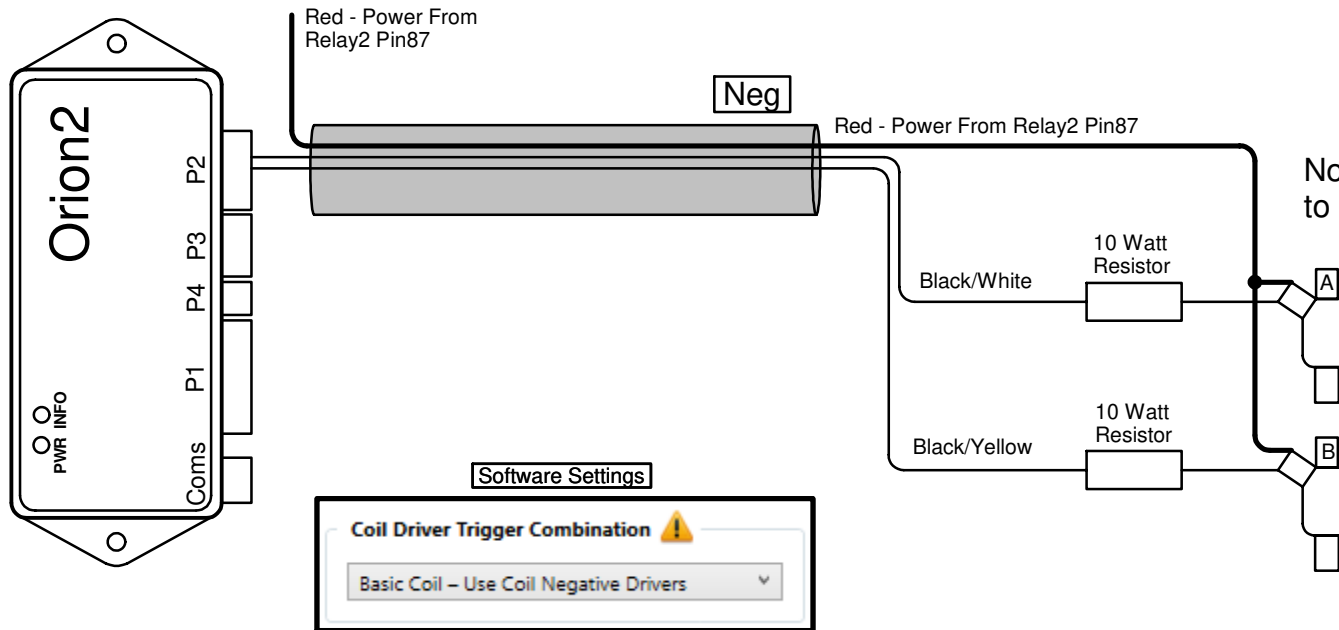 Red - Power From
Relay2 Pin87
Neg
Red - Power From Relay2 Pin87
Orion2
P2
P3
P4
P1
Coms
INFO
PWR
to
10 Watt
Resistor
Black/White
A
10 Watt
Resistor
Black/Yellow
B
Software Settings
Coil Driver Trigger Combination
Basic Coil – Use Coil Negative Drivers